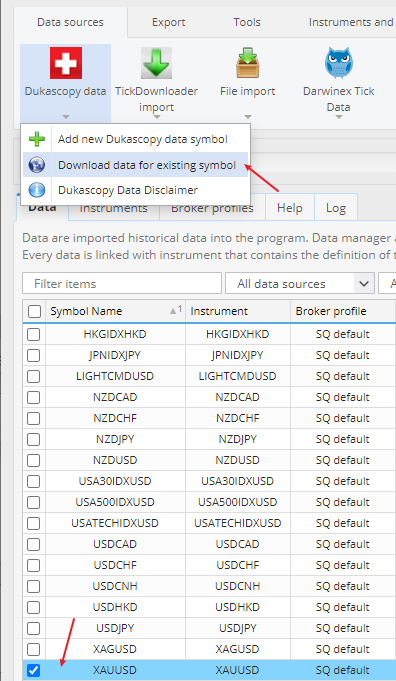 Data sources Export Tools Instruments and
Dukascopy data TickDownloader import File import Darwinex Tick Data
Add new Dukascopy data symbol
Download data for existing symbol
Dukascopy Data Disclaimer
Data Instruments Broker profiles Help Log
Data are imported historical data into the program. Data manager a
Every data is linked with instrument that contains the definition of t
Filter items All data sources A
Symbol Name 1 Instrument Broker profile
HKGIDXHKD HKGIDXHKD SQ default
JPNIDXJPY JPNIDXJPY SQ default
LIGHTCMDUSD LIGHTCMDUSD SQ default
NZDCAD NZDCAD SQ default
NZDCHF NZDCHF SQ default
NZDJPY NZDJPY SQ default
NZDUSD NZDUSD SQ default
USA30IDXUSD USA30IDXUSD SQ default
USA500IDXUSD USA500IDXUSD SQ default
USATECHIDXUSD USATECHIDXUSD SQ default
USDCAD USDCAD SQ default
USDCHF USDCHF SQ default
USDCNH USDCNH SQ default
USDHKD USDHKD SQ default
USDJPY USDJPY SQ default
XAGUSD XAGUSD SQ default
XAUUSD XAUUSD SQ default